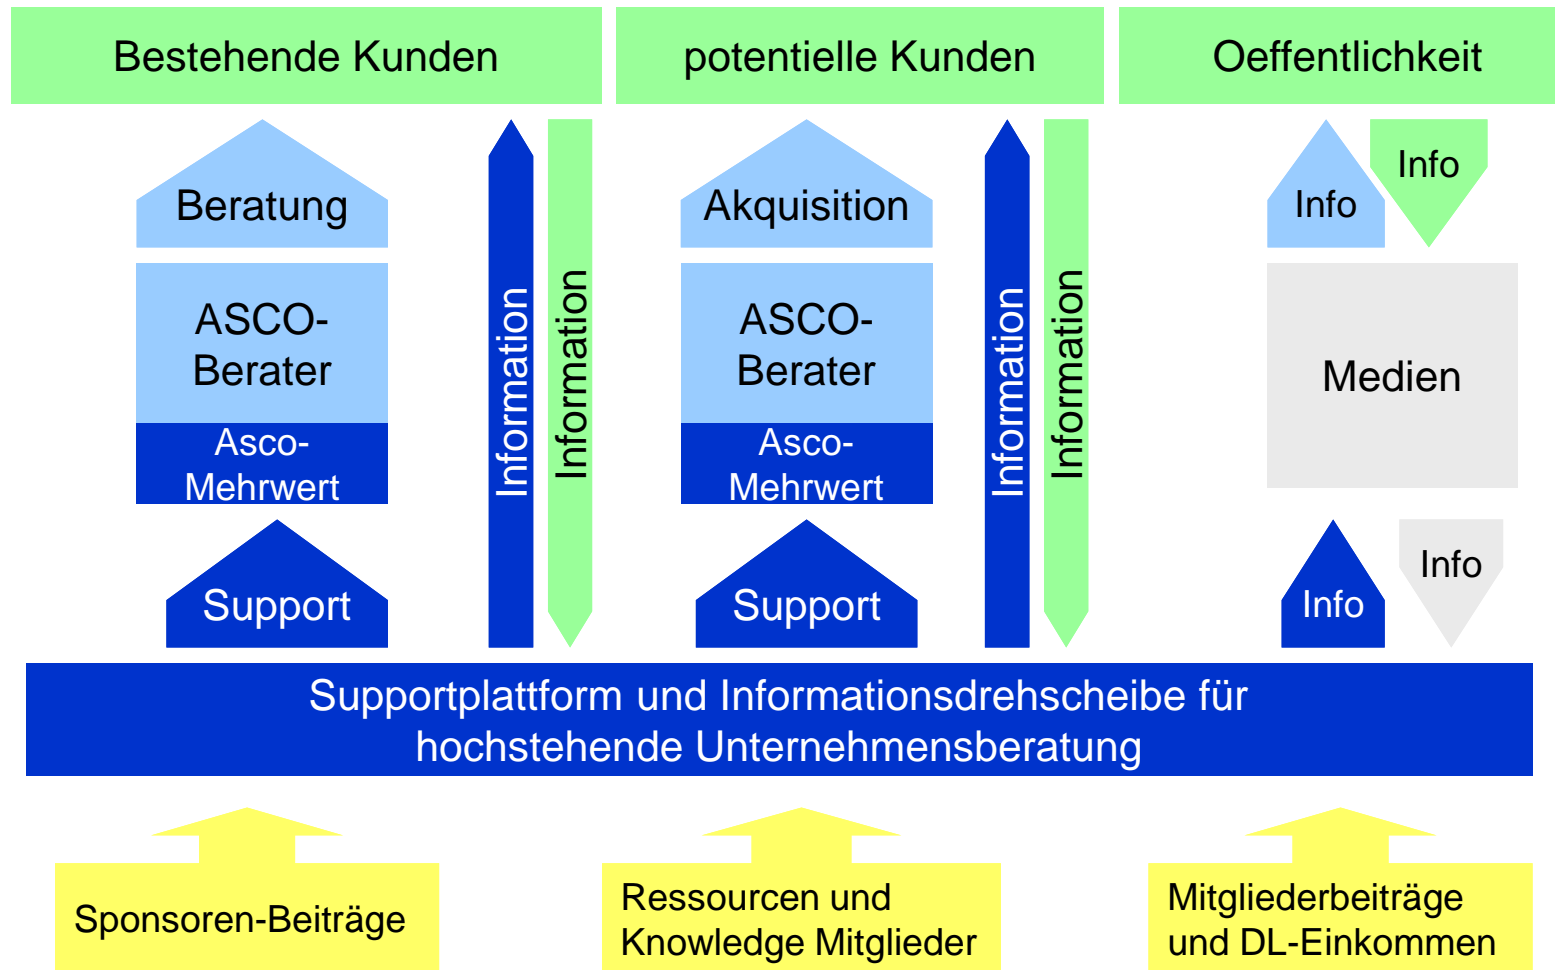 Bestehende Kunden
potentielle Kunden
Oeffentlichkeit
Beratung
ASCO-
Berater
Asco-
Mehrwert
Support
Information
Information
Akquisition
ASCO-
Berater
Asco-
Mehrwert
Support
Information
Information
Info
Info
Medien
Info
Info
Supportplattform und Informationsdrehscheibe für
hochstehende Unternehmensberatung
Sponsoren-Beiträge
Ressourcen und
Knowledge Mitglieder
Mitgliederbeiträge
und DL-Einkommen